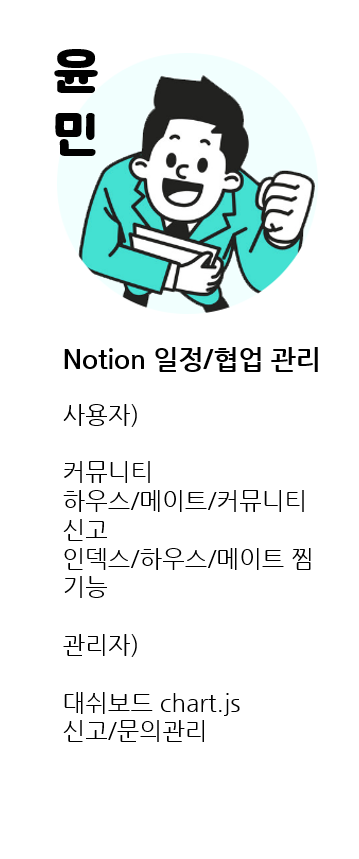 윤
민
Notion 일정/협업 관리
사용자)
커뮤니티
하우스/메이트/커뮤니티
신고
인덱스/하우스/메이트 찜
기능
관리자)
대쉬보드 chart.js
신고/문의관리